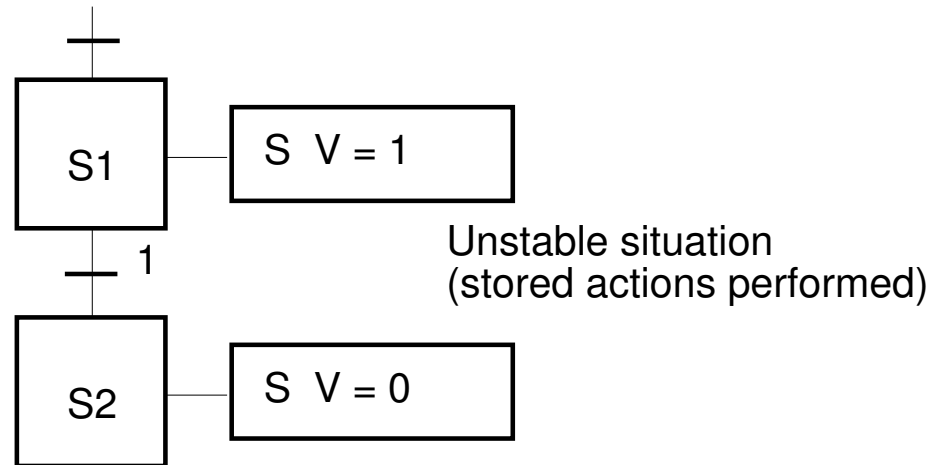 S1
S V = 1
Unstable situation
(stored actions performed)
1
S2
S V = 0